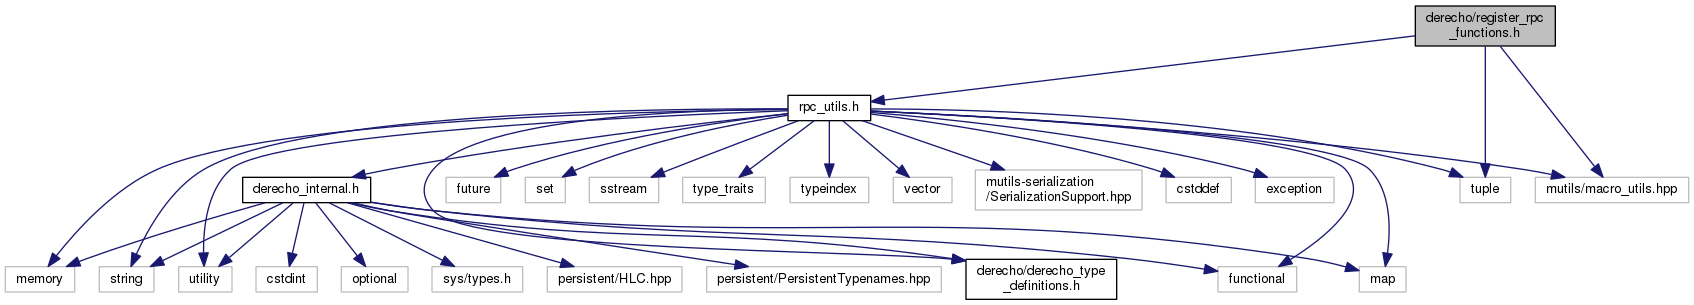 derecho/register_rpc
_functions.h
rpc_utils.h
derecho_internal.h
future
set
sstream
type_traits
typeindex
vector
mutils-serialization
/SerializationSupport.hpp
cstddef
exception
tuple
mutils/macro_utils.hpp
memory
string
utility
cstdint
optional
sys/types.h
persistent/HLC.hpp
persistent/PersistentTypenames.hpp
derecho/derecho_type
_definitions.h
functional
map